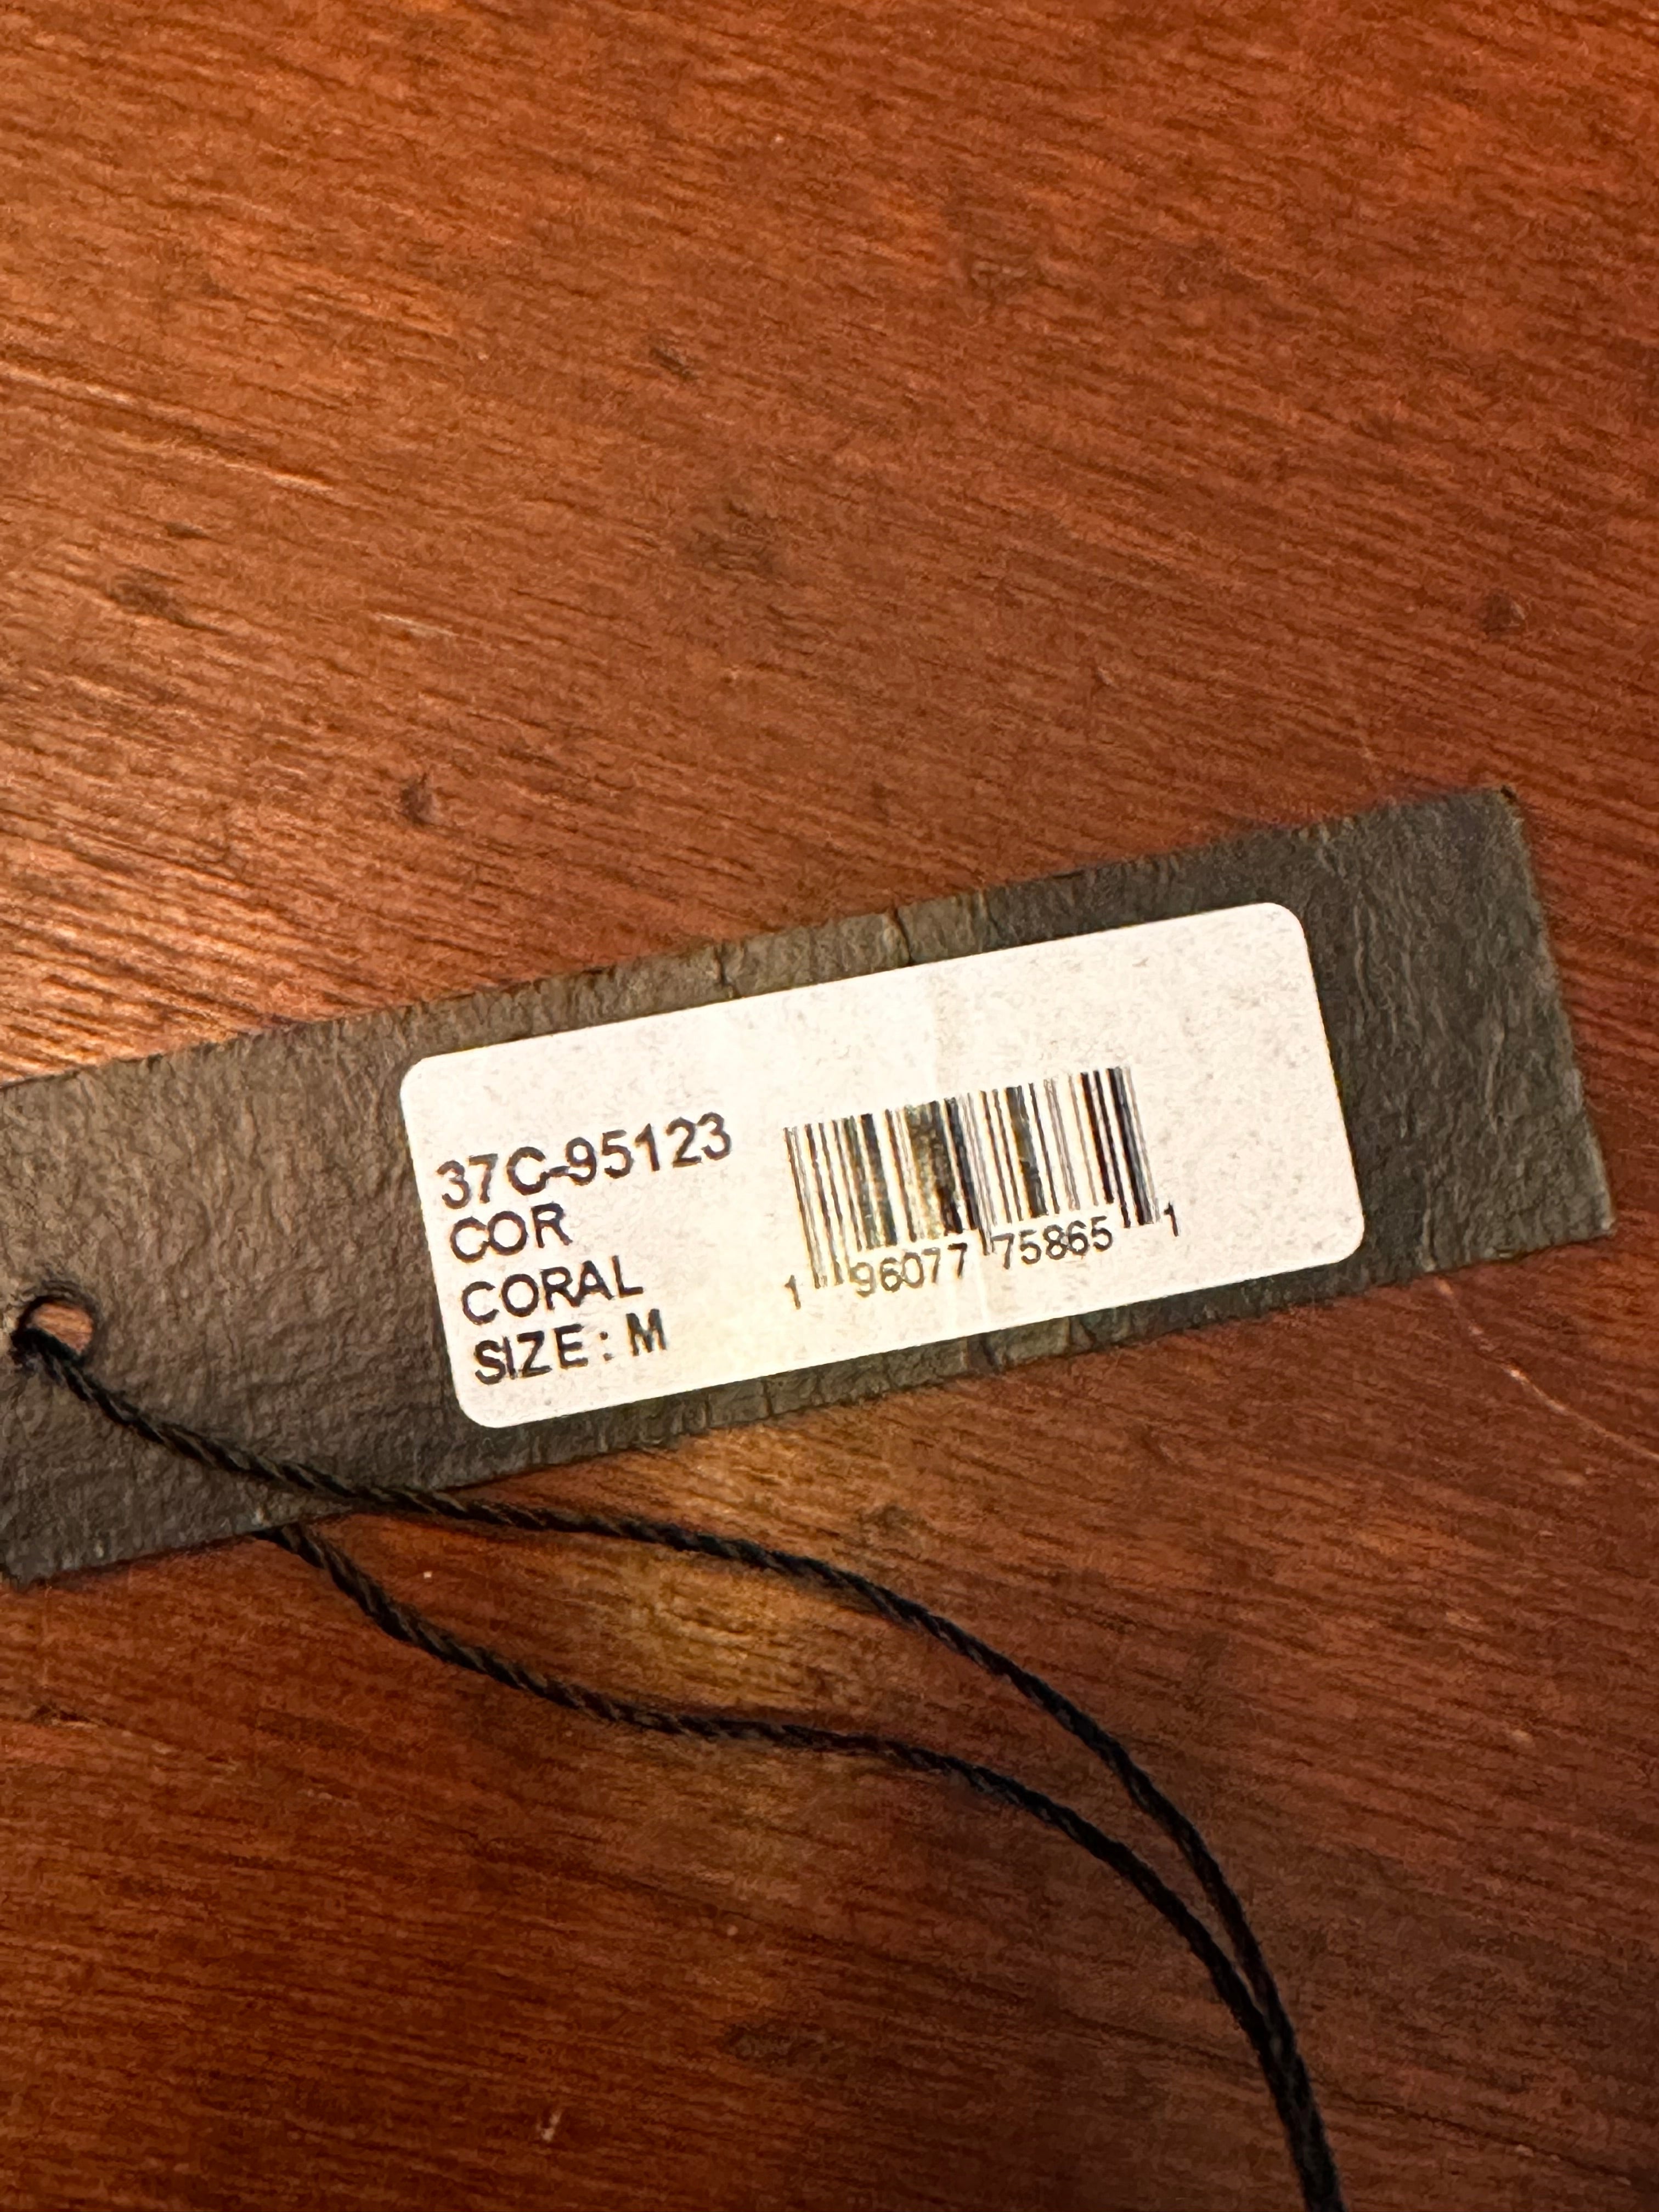 37C-95123
COR
CORAL
SIZE : M
1 96077 75865 1